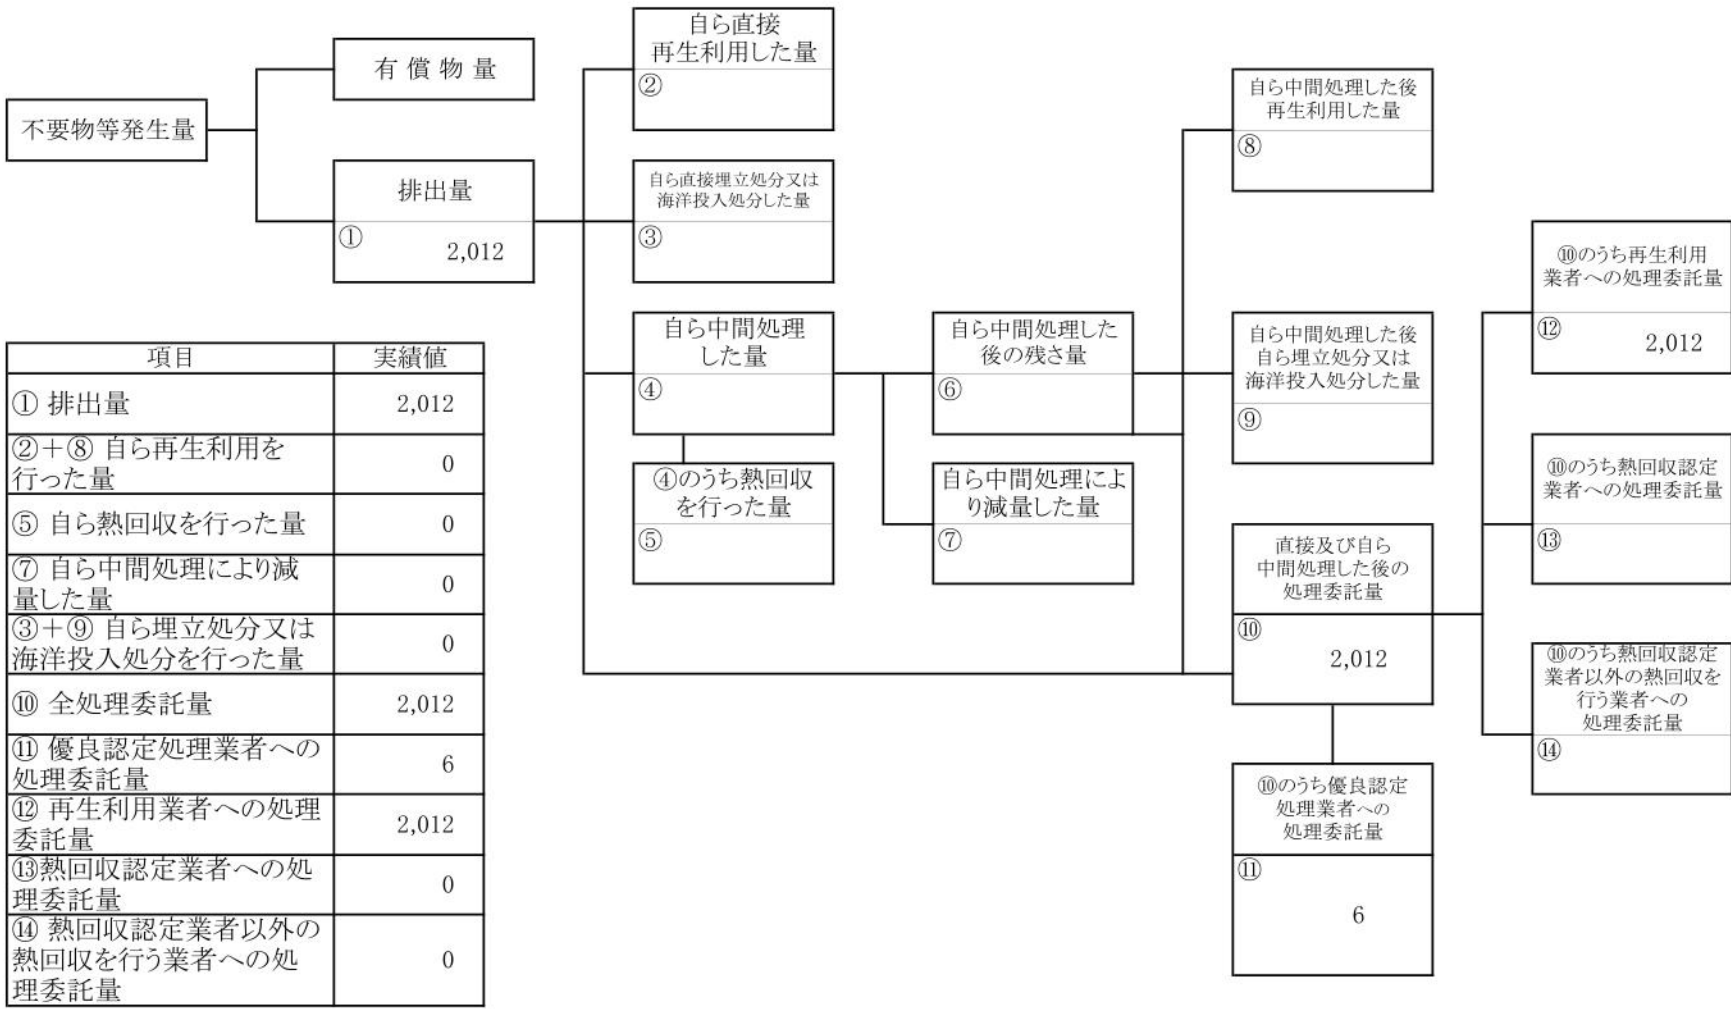 不要物等発生量
有 償 物 量
排出量
①
2,012
自ら直接
再生利用した量
②
自ら直接埋立処分又は
海洋投入処分した量
③
自ら中間処理
した量
④
④のうち熱回収
を行った量
⑤
自ら中間処理した
後の残さ量
⑥
自ら中間処理によ
り減量した量
⑦
自ら中間処理した後
再生利用した量
⑧
自ら中間処理した後
自ら埋立処分又は
海洋投入処分した量
⑨
直接及び自ら
中間処理した後の
処理委託量
⑩
2,012
⑩のうち優良認定
処理業者への
処理委託量
⑪
6
⑩のうち再生利用
業者への処理委託量
⑫
2,012
⑩のうち熱回収認定
業者への処理委託量
⑬
⑩のうち熱回収認定
業者以外の熱回収を
行う業者への
処理委託量
⑭
項目 実績値
① 排出量 2,012
②+⑧ 自ら再生利用を
行った量 0
⑤ 自ら熱回収を行った量 0
⑦ 自ら中間処理により減
量した量 0
③+⑨ 自ら埋立処分又は
海洋投入処分を行った量 0
⑩ 全処理委託量 2,012
⑪ 優良認定処理業者への
処理委託量 6
⑫ 再生利用業者への処理
委託量 2,012
⑬熱回収認定業者への処
理委託量 0
⑭ 熱回収認定業者以外の
熱回収を行う業者への処
理委託量 0